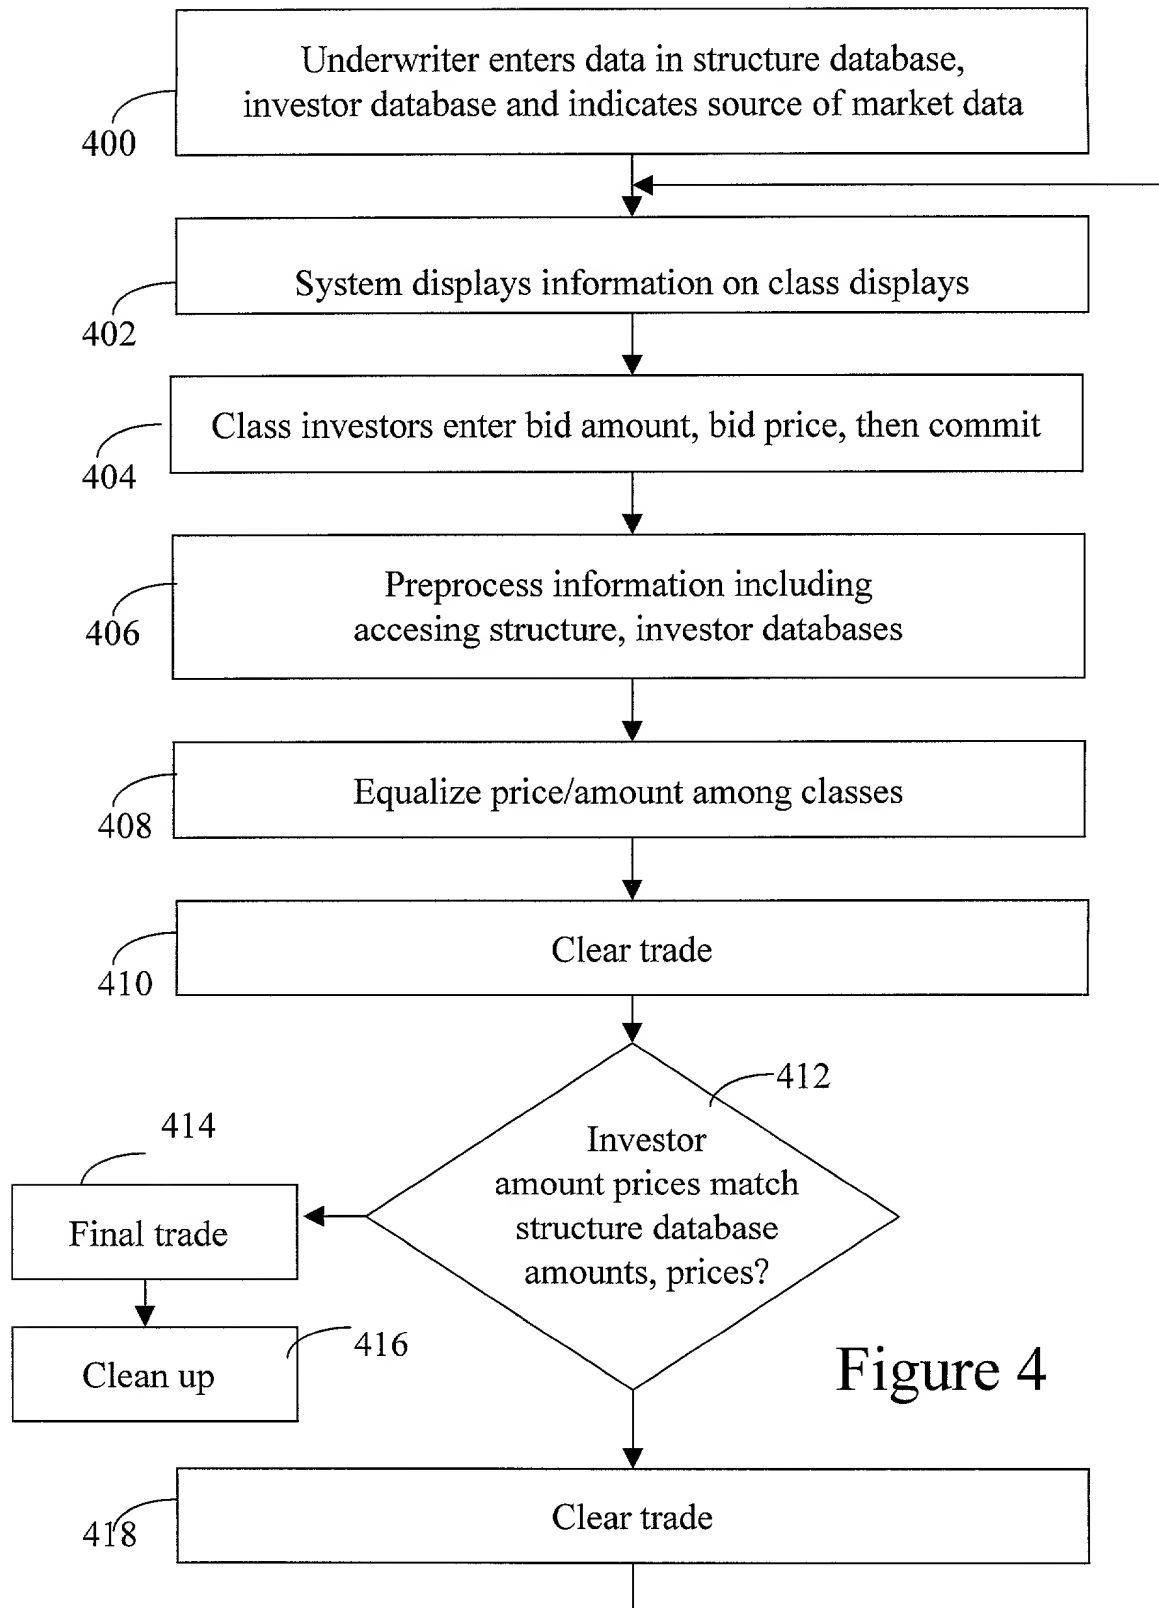 Underwriter enters data in structure database,
investor database and indicates source of market data
400
System displays information on class displays
402
Class investors enter bid amount, bid price, then commit
404
Preprocess information including
accesing structure, investor databases
406
Equalize price/amount among classes
408
Clear trade
410
412
Investor
amount prices match
structure database
amounts, prices?
414
Final trade
416
Clean up
Figure 4
Clear trade
418